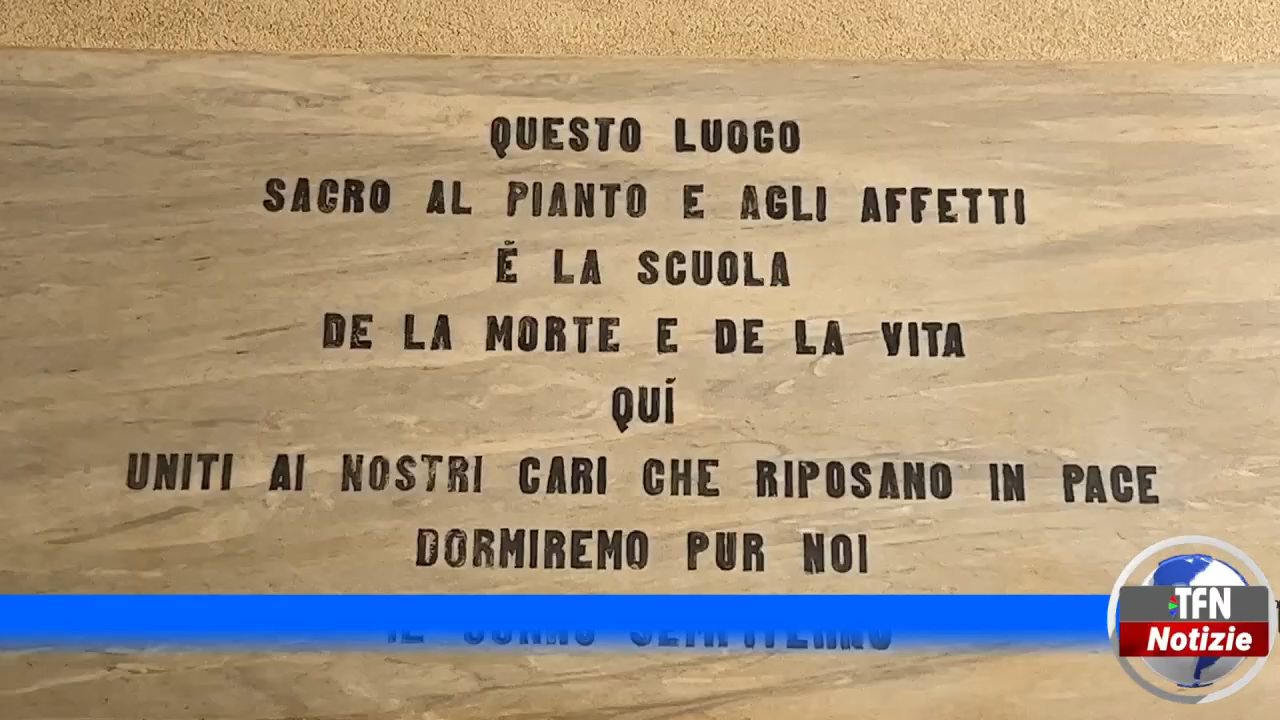 QUESTO LUOGO
SACRO AL PIANTO E AGLI AFFETTI
É LA SCUOLA
DE LA MORTE E DE LA VITA
QUÍ
UNITI AI NOSTRI CARI CHE RIPOSANO IN PACE
DORMIREMO PUR NOI
TFN
Notizie